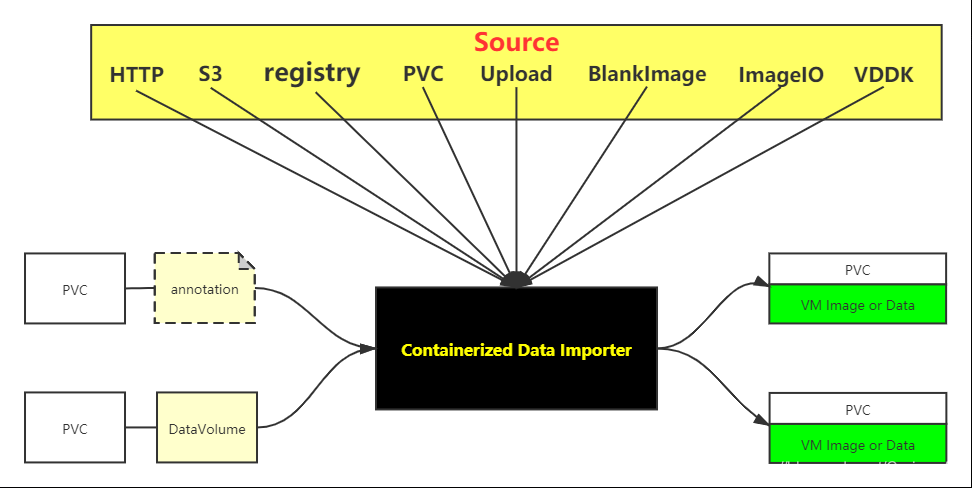 Source
HTTP S3 registry PVC Upload BlankImage ImageIO VDDK
PVC annotation
PVC
VM Image or Data
Containerized Data Importer
PVC DataVolume
PVC
VM Image or Data